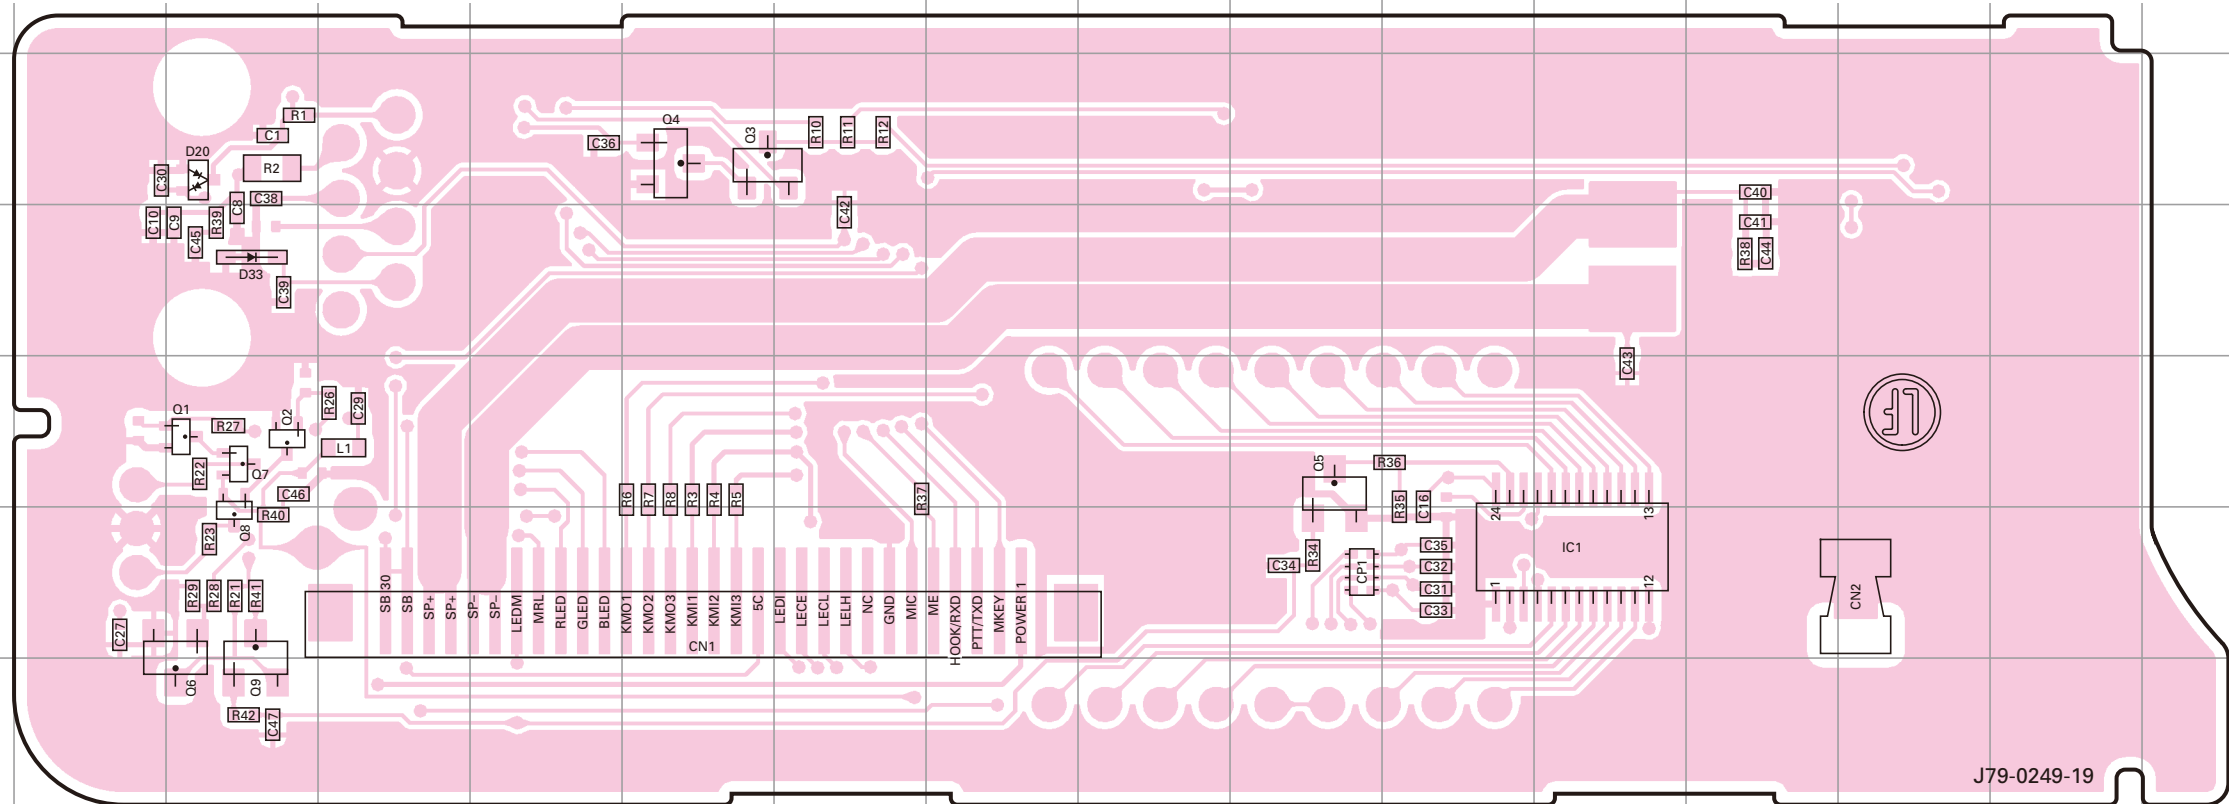 R1
C1
D20
R2
C30
C38
C8
C10
C9
R39
C45
D33
C39
C36
Q4
Q3
R10
R11
R12
C42
C40
C41
R38
C44
C43
Q1
R27
Q2
R26
C29
L1
R22
Q7
C46
R40
Q8
R23
R29
R28
R21
R41
C27
Q6
Q9
R42
C47
R6
R7
R8
R3
R4
R5
R37
SB 30
SB
SP+
SP+
SP–
SP–
LEDM
MRL
RLED
GLED
BLED
KMO1
KMO2
KMO3
KMI1
KMI2
KMI3
5C
LEDI
LECE
LECL
LELH
NC
GND
MIC
ME
HOOK/RXD
PTT/TXD
MKEY
POWER 1
CN1
Q5
R36
R35
C16
R34
C34
CP1
C35
C32
C31
C33
24
13
IC1
1
12
CN2
J79-0249-19